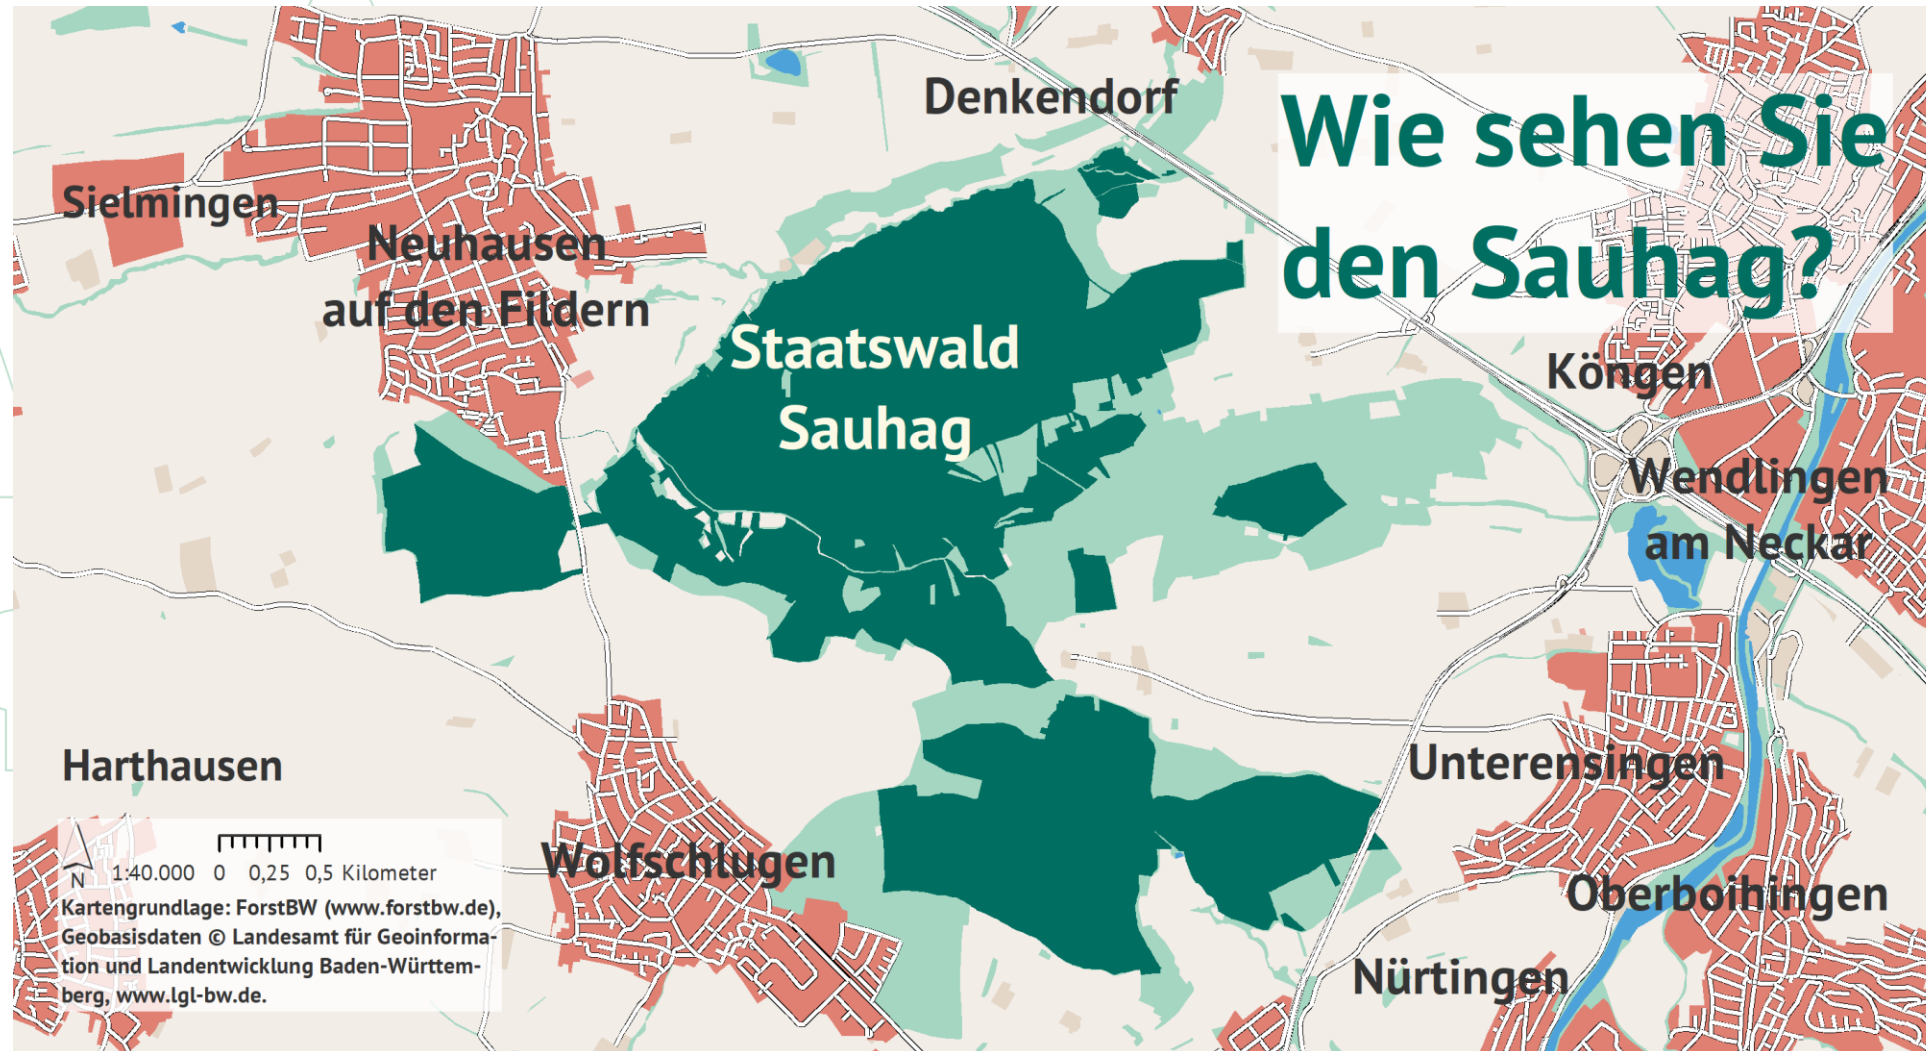 Denkendorf
Wie sehen Sie
den Sauhag?
Sielmingen
Neuhausen
auf den Fildern
Staatswald
Sauhag
Köngen
Wendlingen
am Neckar
Harthausen
Unterensingen
Wolfschlugen
Oberboihingen
Nürtingen
N 1:40.000 0 0,25 0,5 Kilometer
Kartengrundlage: ForstBW (www.forstbw.de),
Geobasisdaten © Landesamt für Geoinforma-
tion und Landentwicklung Baden-Württem-
berg, www.lgl-bw.de.